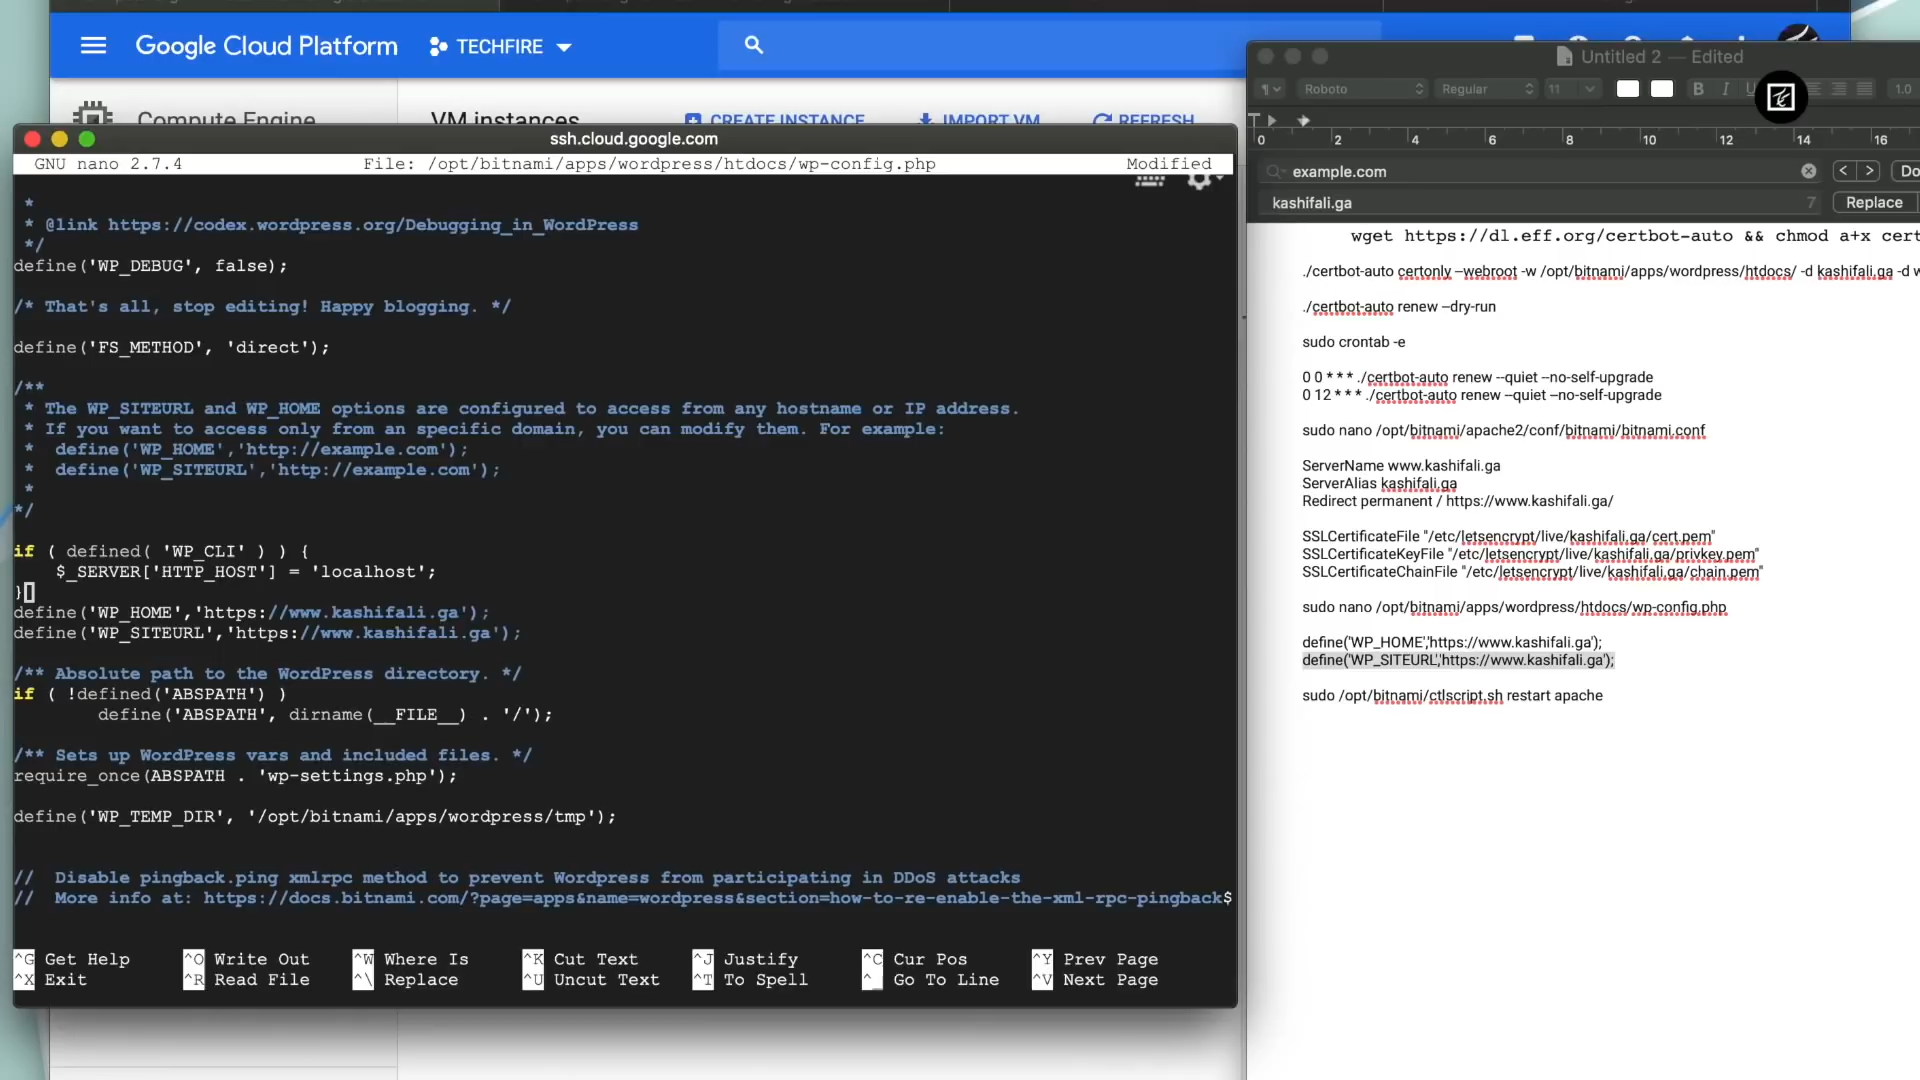 Google Cloud Platform
TECHFIRE
Compute Engine
VM instances
CREATE INSTANCE
IMPORT VM
REFRESH
ssh.cloud.google.com
GNU nano 2.7.4 File: /opt/bitnami/apps/wordpress/htdocs/wp-config.php Modified
*
* @link https://codex.wordpress.org/Debugging_in_WordPress
*/
define('WP_DEBUG', false);
/* That's all, stop editing! Happy blogging. */
define('FS_METHOD', 'direct');
/**
* The WP_SITEURL and WP_HOME options are configured to access from any hostname or IP address.
* If you want to access only from an specific domain, you can modify them. For example:
*  define('WP_HOME','http://example.com');
*  define('WP_SITEURL','http://example.com');
*
*/
if ( defined( 'WP_CLI' ) ) {
    $_SERVER['HTTP_HOST'] = 'localhost';
}
define('WP_HOME','https://www.kashifali.ga');
define('WP_SITEURL','https://www.kashifali.ga');
/** Absolute path to the WordPress directory. */
if ( !defined('ABSPATH') )
        define('ABSPATH', dirname(__FILE__) . '/');
/** Sets up WordPress vars and included files. */
require_once(ABSPATH . 'wp-settings.php');
define('WP_TEMP_DIR', '/opt/bitnami/apps/wordpress/tmp');
//  Disable pingback.ping xmlrpc method to prevent Wordpress from participating in DDoS attacks
//  More info at: https://docs.bitnami.com/?page=apps&name=wordpress&section=how-to-re-enable-the-xml-rpc-pingback$
^G Get Help ^O Write Out ^W Where Is ^K Cut Text ^J Justify ^C Cur Pos ^Y Prev Page
^X Exit ^R Read File ^\ Replace ^U Uncut Text ^T To Spell ^_ Go To Line ^V Next Page
Untitled 2 — Edited
Roboto Regular 11 B I U 1.0
0 2 4 6 8 10 12 14 16
example.com < > Do
kashifali.ga 7 Replace
wget https://dl.eff.org/certbot-auto && chmod a+x cert
./certbot-auto certonly –webroot -w /opt/bitnami/apps/wordpress/htdocs/ -d kashifali.ga -d w
./certbot-auto renew –dry-run
sudo crontab -e
0 0 * * * ./certbot-auto renew --quiet --no-self-upgrade
0 12 * * * ./certbot-auto renew --quiet --no-self-upgrade
sudo nano /opt/bitnami/apache2/conf/bitnami/bitnami.conf
ServerName www.kashifali.ga
ServerAlias kashifali.ga
Redirect permanent / https://www.kashifali.ga/
SSLCertificateFile "/etc/letsencrypt/live/kashifali.ga/cert.pem"
SSLCertificateKeyFile "/etc/letsencrypt/live/kashifali.ga/privkey.pem"
SSLCertificateChainFile "/etc/letsencrypt/live/kashifali.ga/chain.pem"
sudo nano /opt/bitnami/apps/wordpress/htdocs/wp-config.php
define('WP_HOME','https://www.kashifali.ga');
define('WP_SITEURL','https://www.kashifali.ga');
sudo /opt/bitnami/ctlscript.sh restart apache